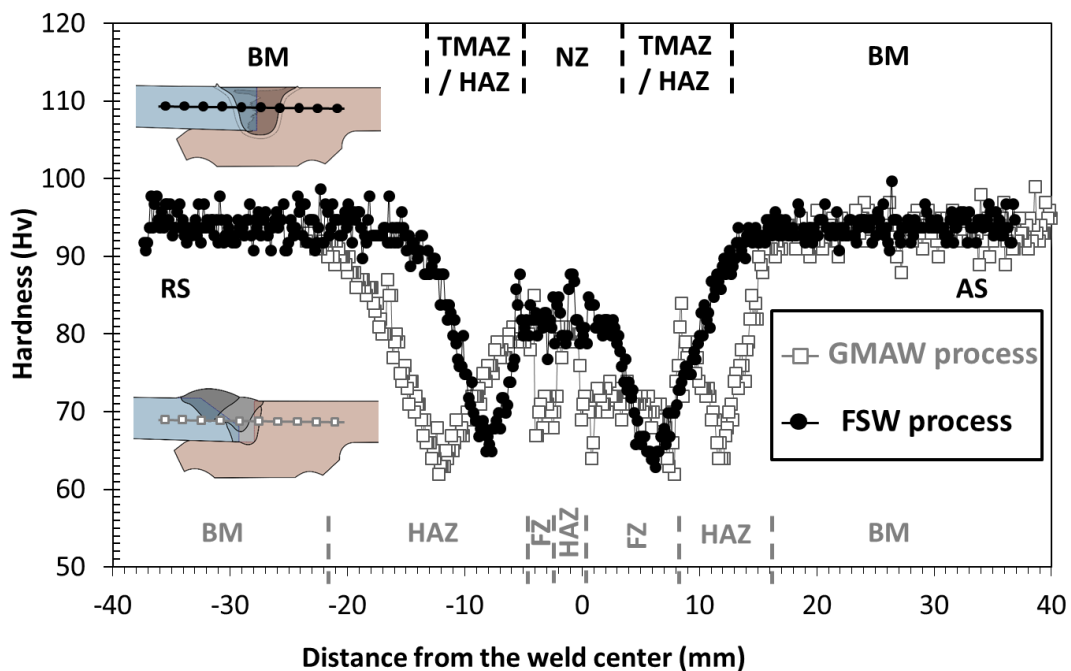 120
110
100
90
80
70
60
50
Hardness (Hv)
BM
TMAZ
/ HAZ
NZ
TMAZ
/ HAZ
BM
RS
AS
GMAW process
FSW process
BM
HAZ
FZ
HAZ
FZ
HAZ
BM
-40
-30
-20
-10
0
10
20
30
40
Distance from the weld center (mm)